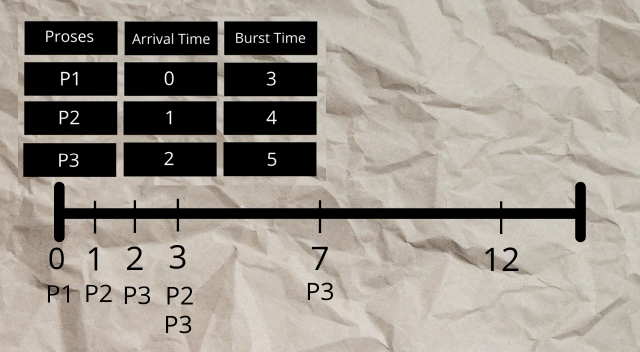 Proses Arrival Time Burst Time
P1 0 3
P2 1 4
P3 2 5
0 1 2 3 7 12
P1 P2 P3 P2 P3
P3